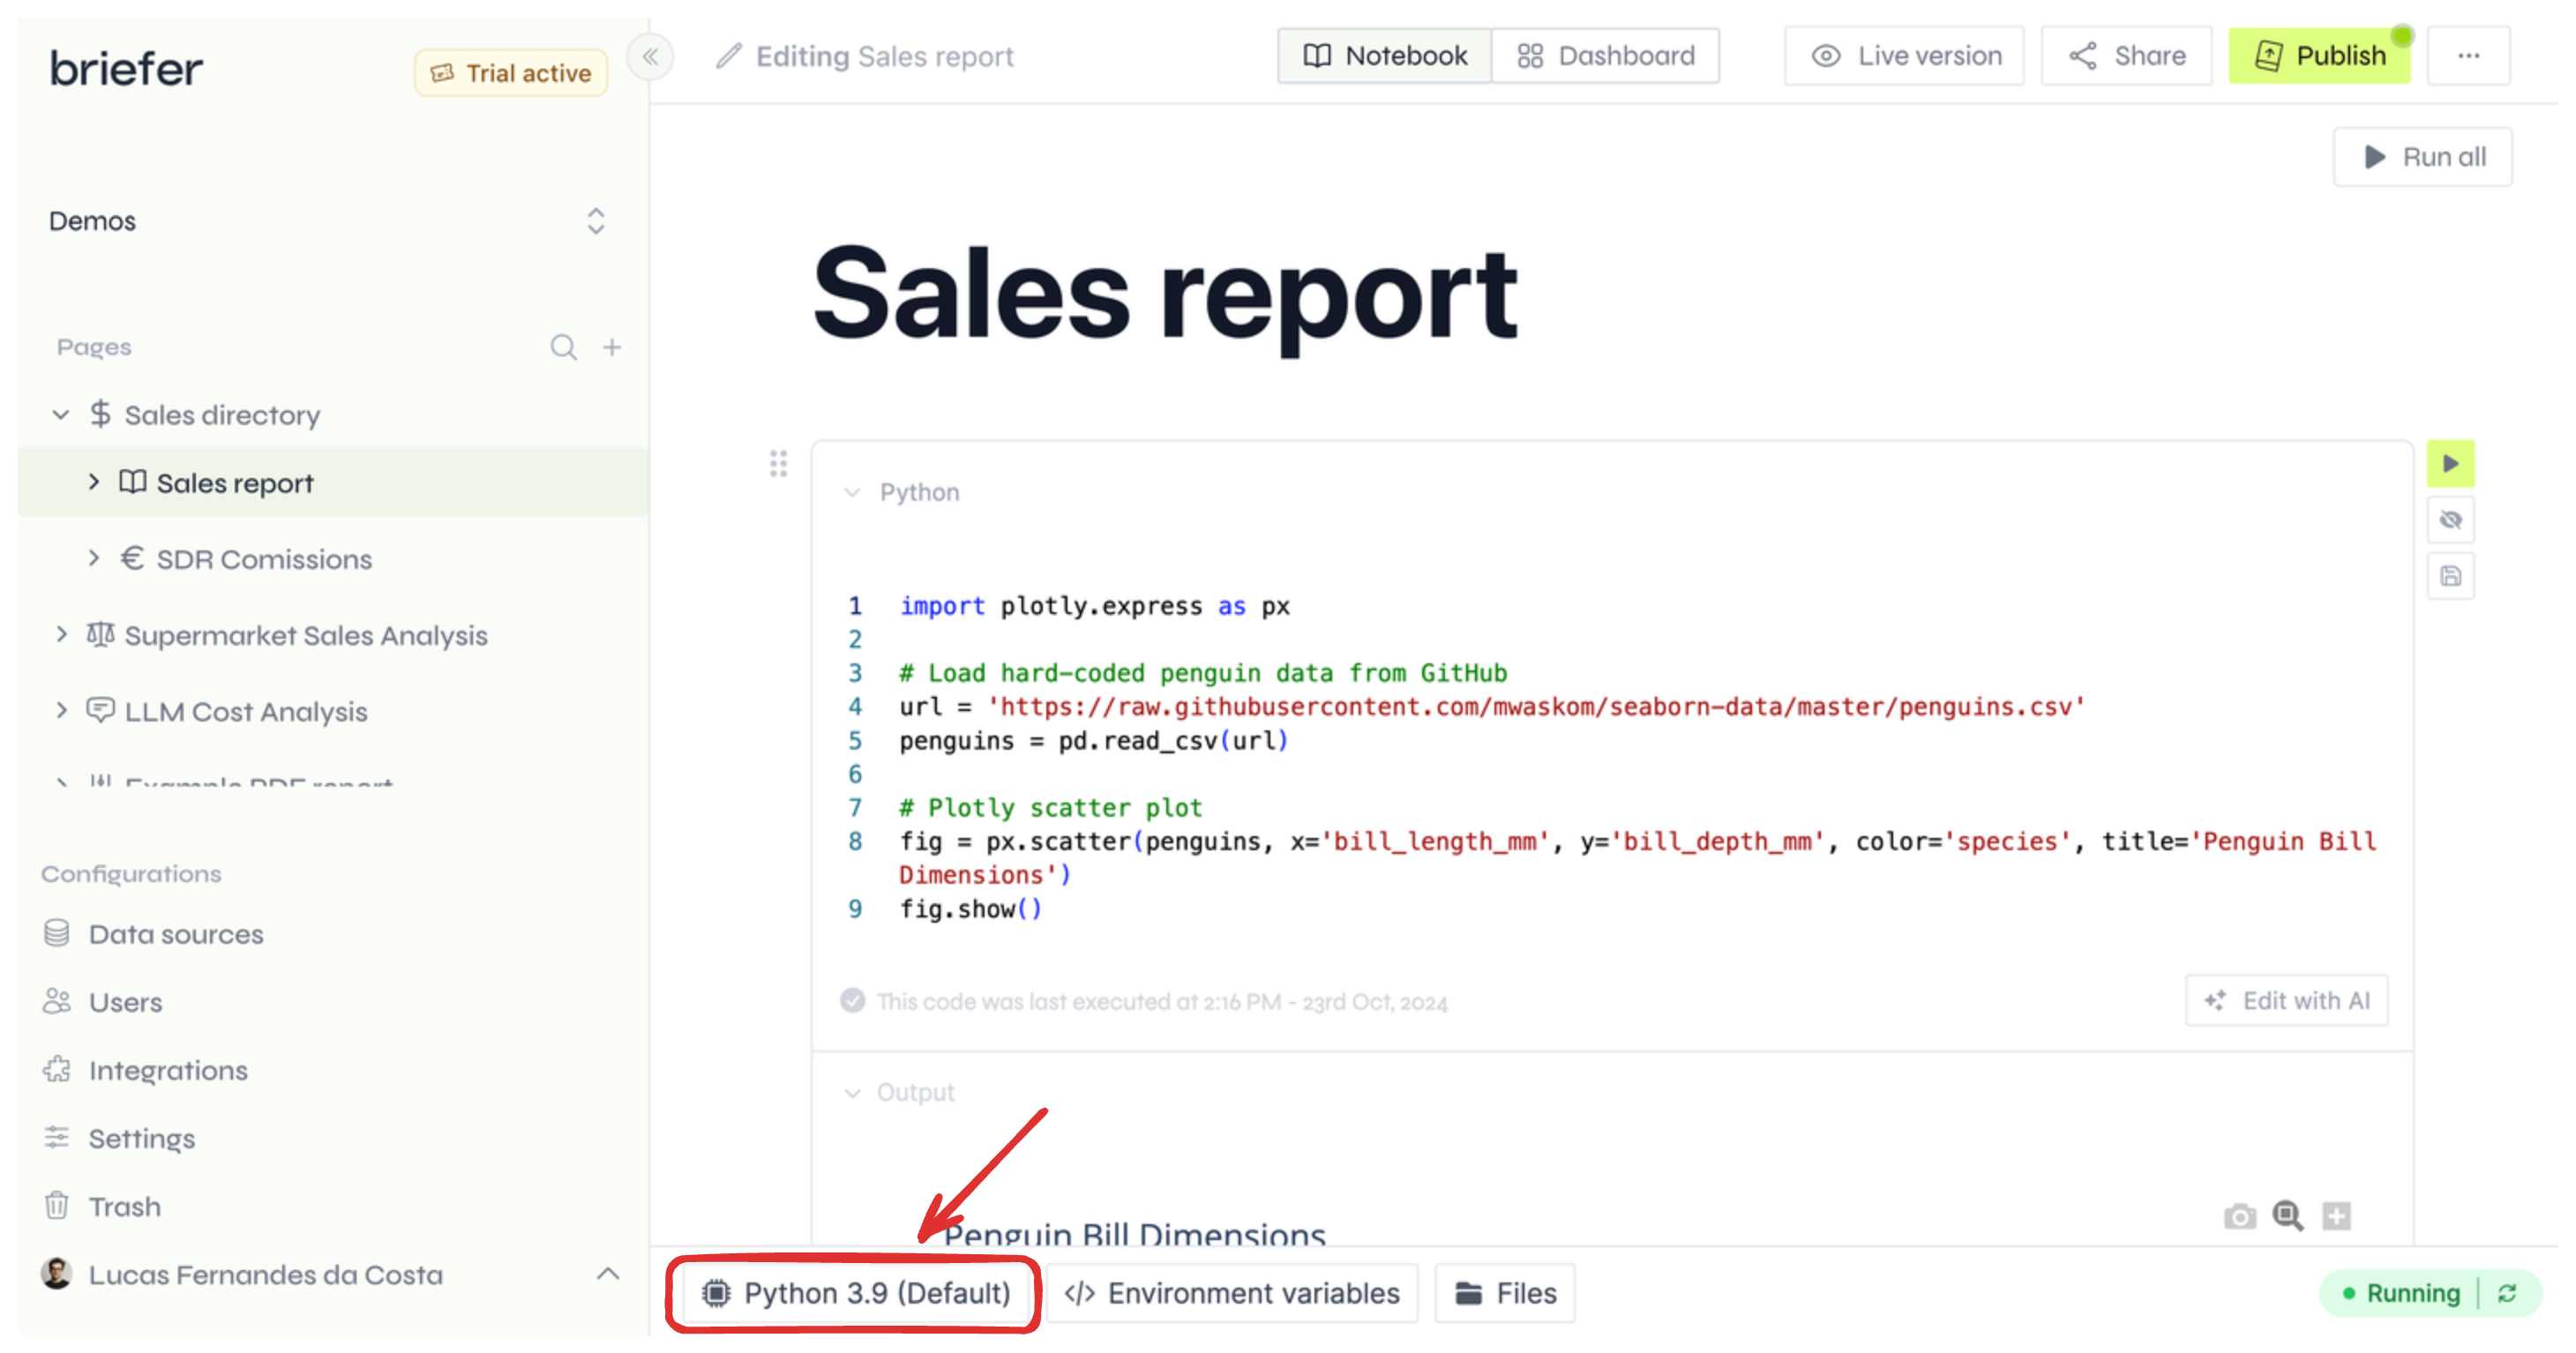 briefer
Trial active
Editing Sales report
Notebook
Dashboard
Live version
Share
Publish
Run all
Demos
Pages
Sales directory
Sales report
SDR Comissions
Supermarket Sales Analysis
LLM Cost Analysis
Example PDF report
Configurations
Data sources
Users
Integrations
Settings
Trash
Lucas Fernandes da Costa
Sales report
Python
1 import plotly.express as px
2
3 # Load hard-coded penguin data from GitHub
4 url = 'https://raw.githubusercontent.com/mwaskom/seaborn-data/master/penguins.csv'
5 penguins = pd.read_csv(url)
6
7 # Plotly scatter plot
8 fig = px.scatter(penguins, x='bill_length_mm', y='bill_depth_mm', color='species', title='Penguin Bill
Dimensions')
9 fig.show()
This code was last executed at 2:16 PM - 23rd Oct, 2024
Edit with AI
Output
Penguin Bill Dimensions
Python 3.9 (Default)
</> Environment variables
Files
Running